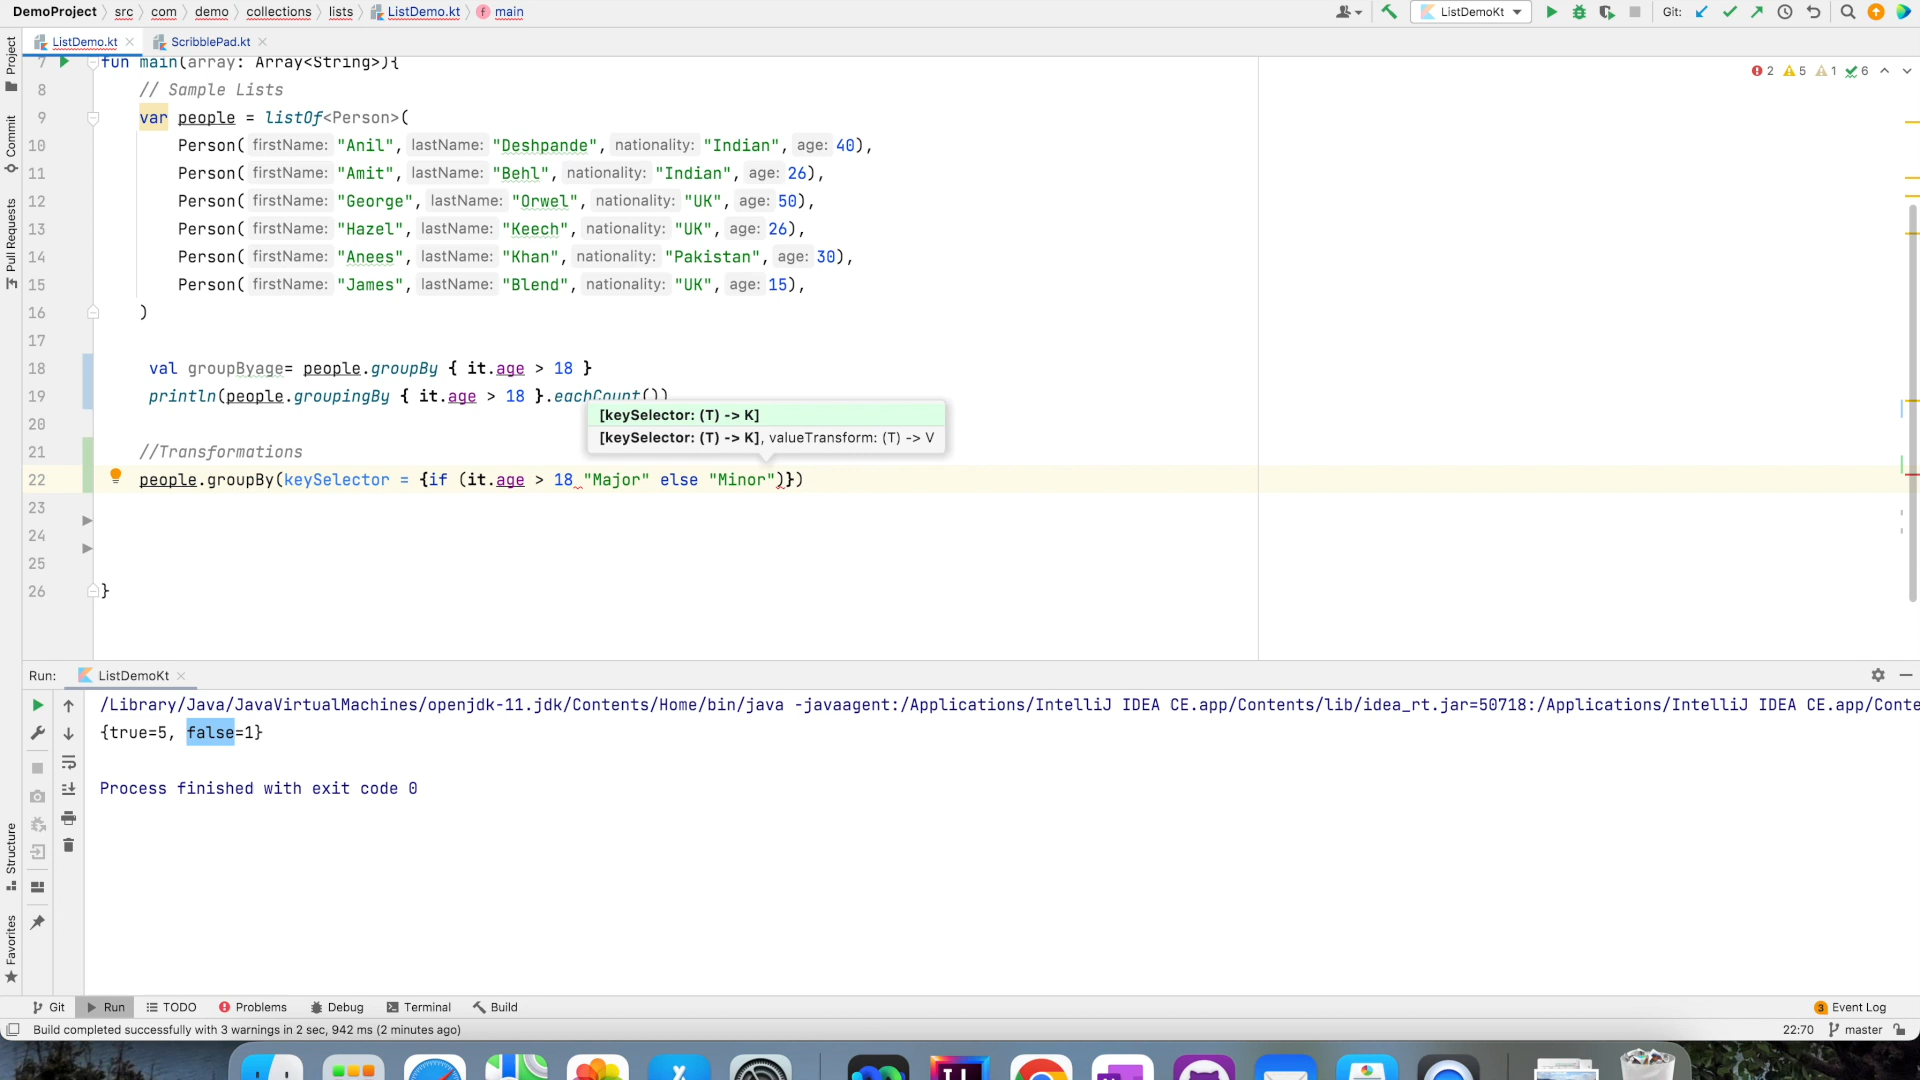 DemoProject src com demo collections lists ListDemo.kt main
ListDemoKt Git:
ListDemo.kt ScribblePad.kt
Project
Commit
Pull Requests
Structure
Favorites
2 5 1 6
7 fun main(array: Array<String>){
8 // Sample Lists
9 var people = listOf<Person>(
10 Person( firstName: "Anil", lastName: "Deshpande", nationality: "Indian", age: 40),
11 Person( firstName: "Amit", lastName: "Behl", nationality: "Indian", age: 26),
12 Person( firstName: "George", lastName: "Orwel", nationality: "UK", age: 50),
13 Person( firstName: "Hazel", lastName: "Keech", nationality: "UK", age: 26),
14 Person( firstName: "Anees", lastName: "Khan", nationality: "Pakistan", age: 30),
15 Person( firstName: "James", lastName: "Blend", nationality: "UK", age: 15),
16 )
17
18 val groupByage= people.groupBy { it.age > 18 }
19 println(people.groupingBy { it.age > 18 }.eachCount())
20
[keySelector: (T) -> K]
[keySelector: (T) -> K], valueTransform: (T) -> V
21 //Transformations
22 people.groupBy(keySelector = {if (it.age > 18 "Major" else "Minor")})
23
24
25
26 }
Run: ListDemoKt
/Library/Java/JavaVirtualMachines/openjdk-11.jdk/Contents/Home/bin/java -javaagent:/Applications/IntelliJ IDEA CE.app/Contents/lib/idea_rt.jar=50718:/Applications/IntelliJ IDEA CE.app/Conte
{true=5, false=1}
Process finished with exit code 0
Git Run TODO Problems Debug Terminal Build 3 Event Log
Build completed successfully with 3 warnings in 2 sec, 942 ms (2 minutes ago) 22:70 master